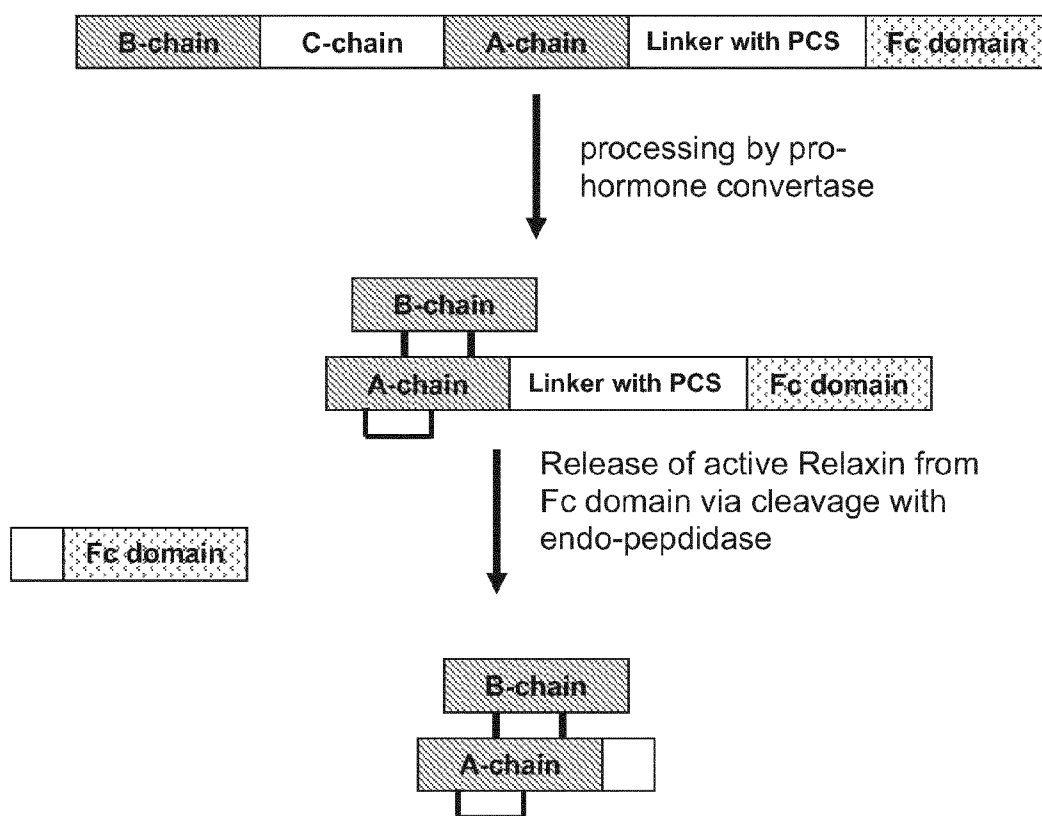 B-chain C-chain A-chain Linker with PCS Fc domain
processing by pro-
hormone convertase
B-chain
A-chain Linker with PCS Fc domain
Release of active Relaxin from
Fc domain via cleavage with
endo-pepdidase
Fc domain
B-chain
A-chain